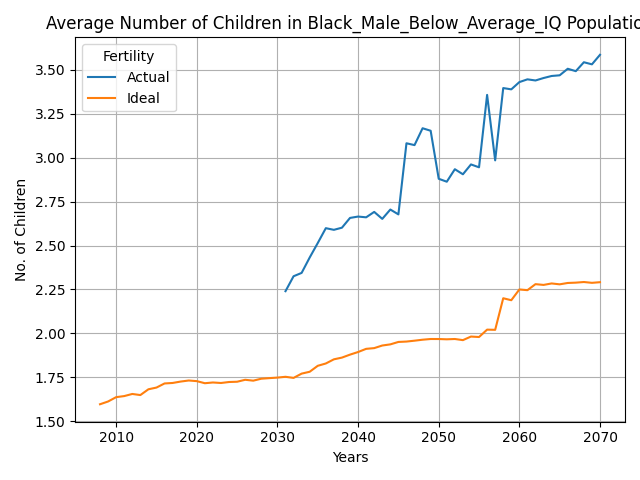 Average Number of Children in Black_Male_Below_Average_IQ Populatio
Fertility
Actual
Ideal
3.50
3.25
3.00
2.75
2.50
2.25
2.00
1.75
1.50
No. of Children
2010 2020 2030 2040 2050 2060 2070
Years